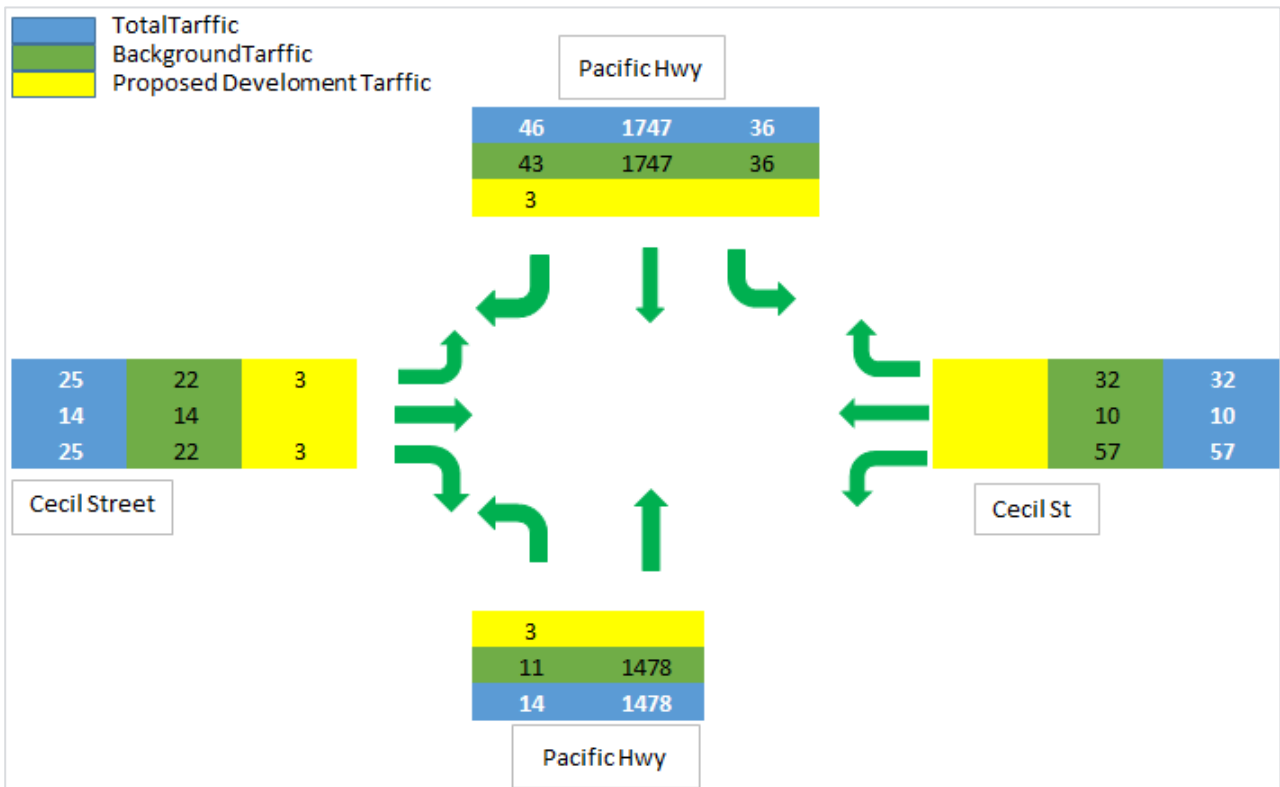 TotalTarffic
BackgroundTarffic
Proposed Develoment Tarffic
Pacific Hwy
46 1747 36
43 1747 36
3
25 22 3
14 14
25 22 3
Cecil Street
32 32
10 10
57 57
Cecil St
3
11 1478
14 1478
Pacific Hwy